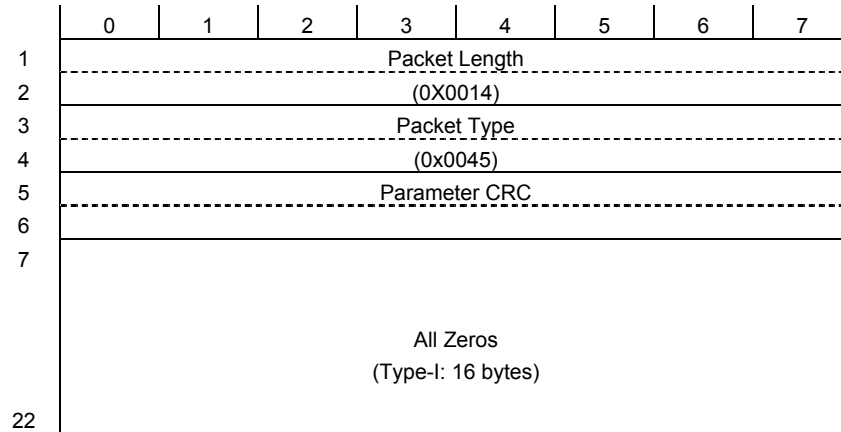 0 1 2 3 4 5 6 7
1 Packet Length
2 (0X0014)
3 Packet Type
4 (0x0045)
5 Parameter CRC
6
7
All Zeros
(Type-I: 16 bytes)
22